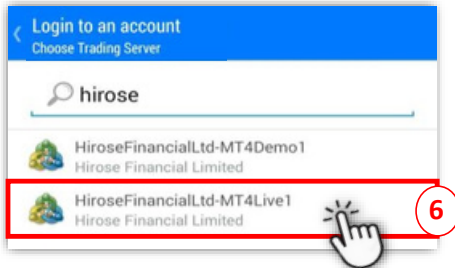 Login to an account
Choose Trading Server
hirose
HiroseFinancialLtd-MT4Demo1
Hirose Financial Limited
HiroseFinancialLtd-MT4Live1
Hirose Financial Limited
6